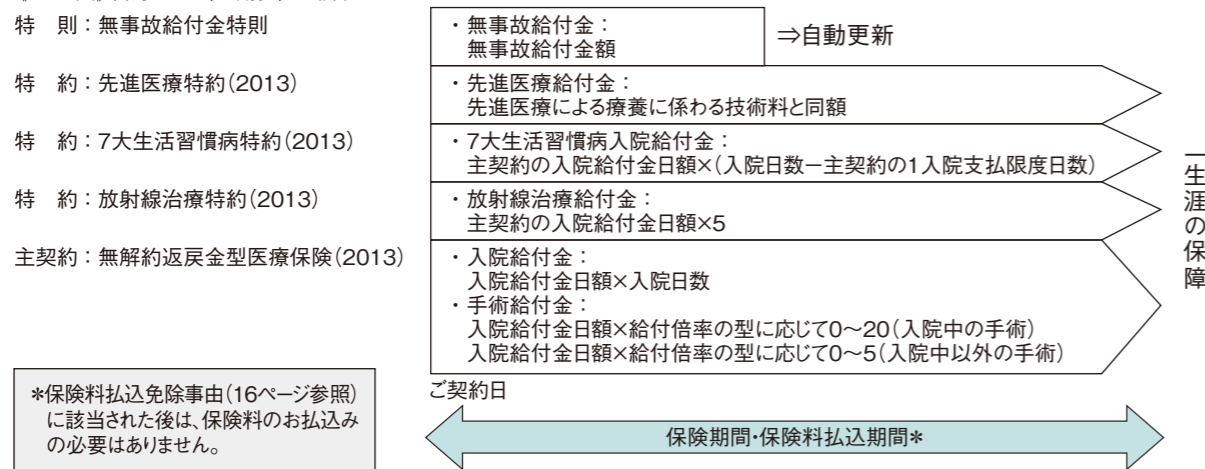 特　則：無事故給付金特則
・無事故給付金：
無事故給付金額
⇒自動更新
特　約：先進医療特約（2013）
・先進医療給付金：
先進医療による療養に係わる技術料と同額
特　約：7大生活習慣病特約（2013）
・7大生活習慣病入院給付金：
主契約の入院給付金日額×（入院日数－主契約の1入院支払限度日数）
特　約：放射線治療特約（2013）
・放射線治療給付金：
主契約の入院給付金日額×5
主契約：無解約返戻金型医療保険（2013）
・入院給付金：
入院給付金日額×入院日数
・手術給付金：
入院給付金日額×給付倍率の型に応じて0～20（入院中の手術）
入院給付金日額×給付倍率の型に応じて0～5（入院中以外の手術）
一生涯の保障
*保険料払込免除事由（16ページ参照）
に該当された後は、保険料のお払込み
の必要はありません。
ご契約日
保険期間・保険料払込期間*